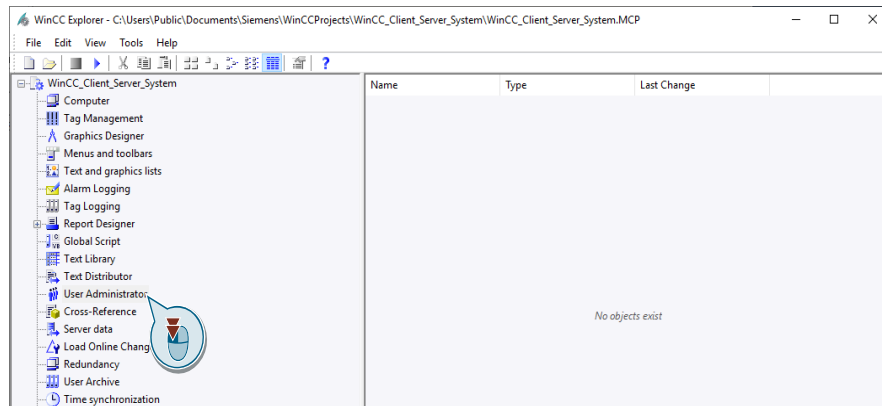 WinCC Explorer - C:\Users\Public\Documents\Siemens\WinCCProjects\WinCC_Client_Server_System\WinCC_Client_Server_System.MCP
File Edit View Tools Help
WinCC_Client_Server_System
Computer
Tag Management
Graphics Designer
Menus and toolbars
Text and graphics lists
Alarm Logging
Tag Logging
Report Designer
Global Script
Text Library
Text Distributor
User Administrator
Cross-Reference
Server data
Load Online Chang
Redundancy
User Archive
Time synchronization
Name Type Last Change
No objects exist